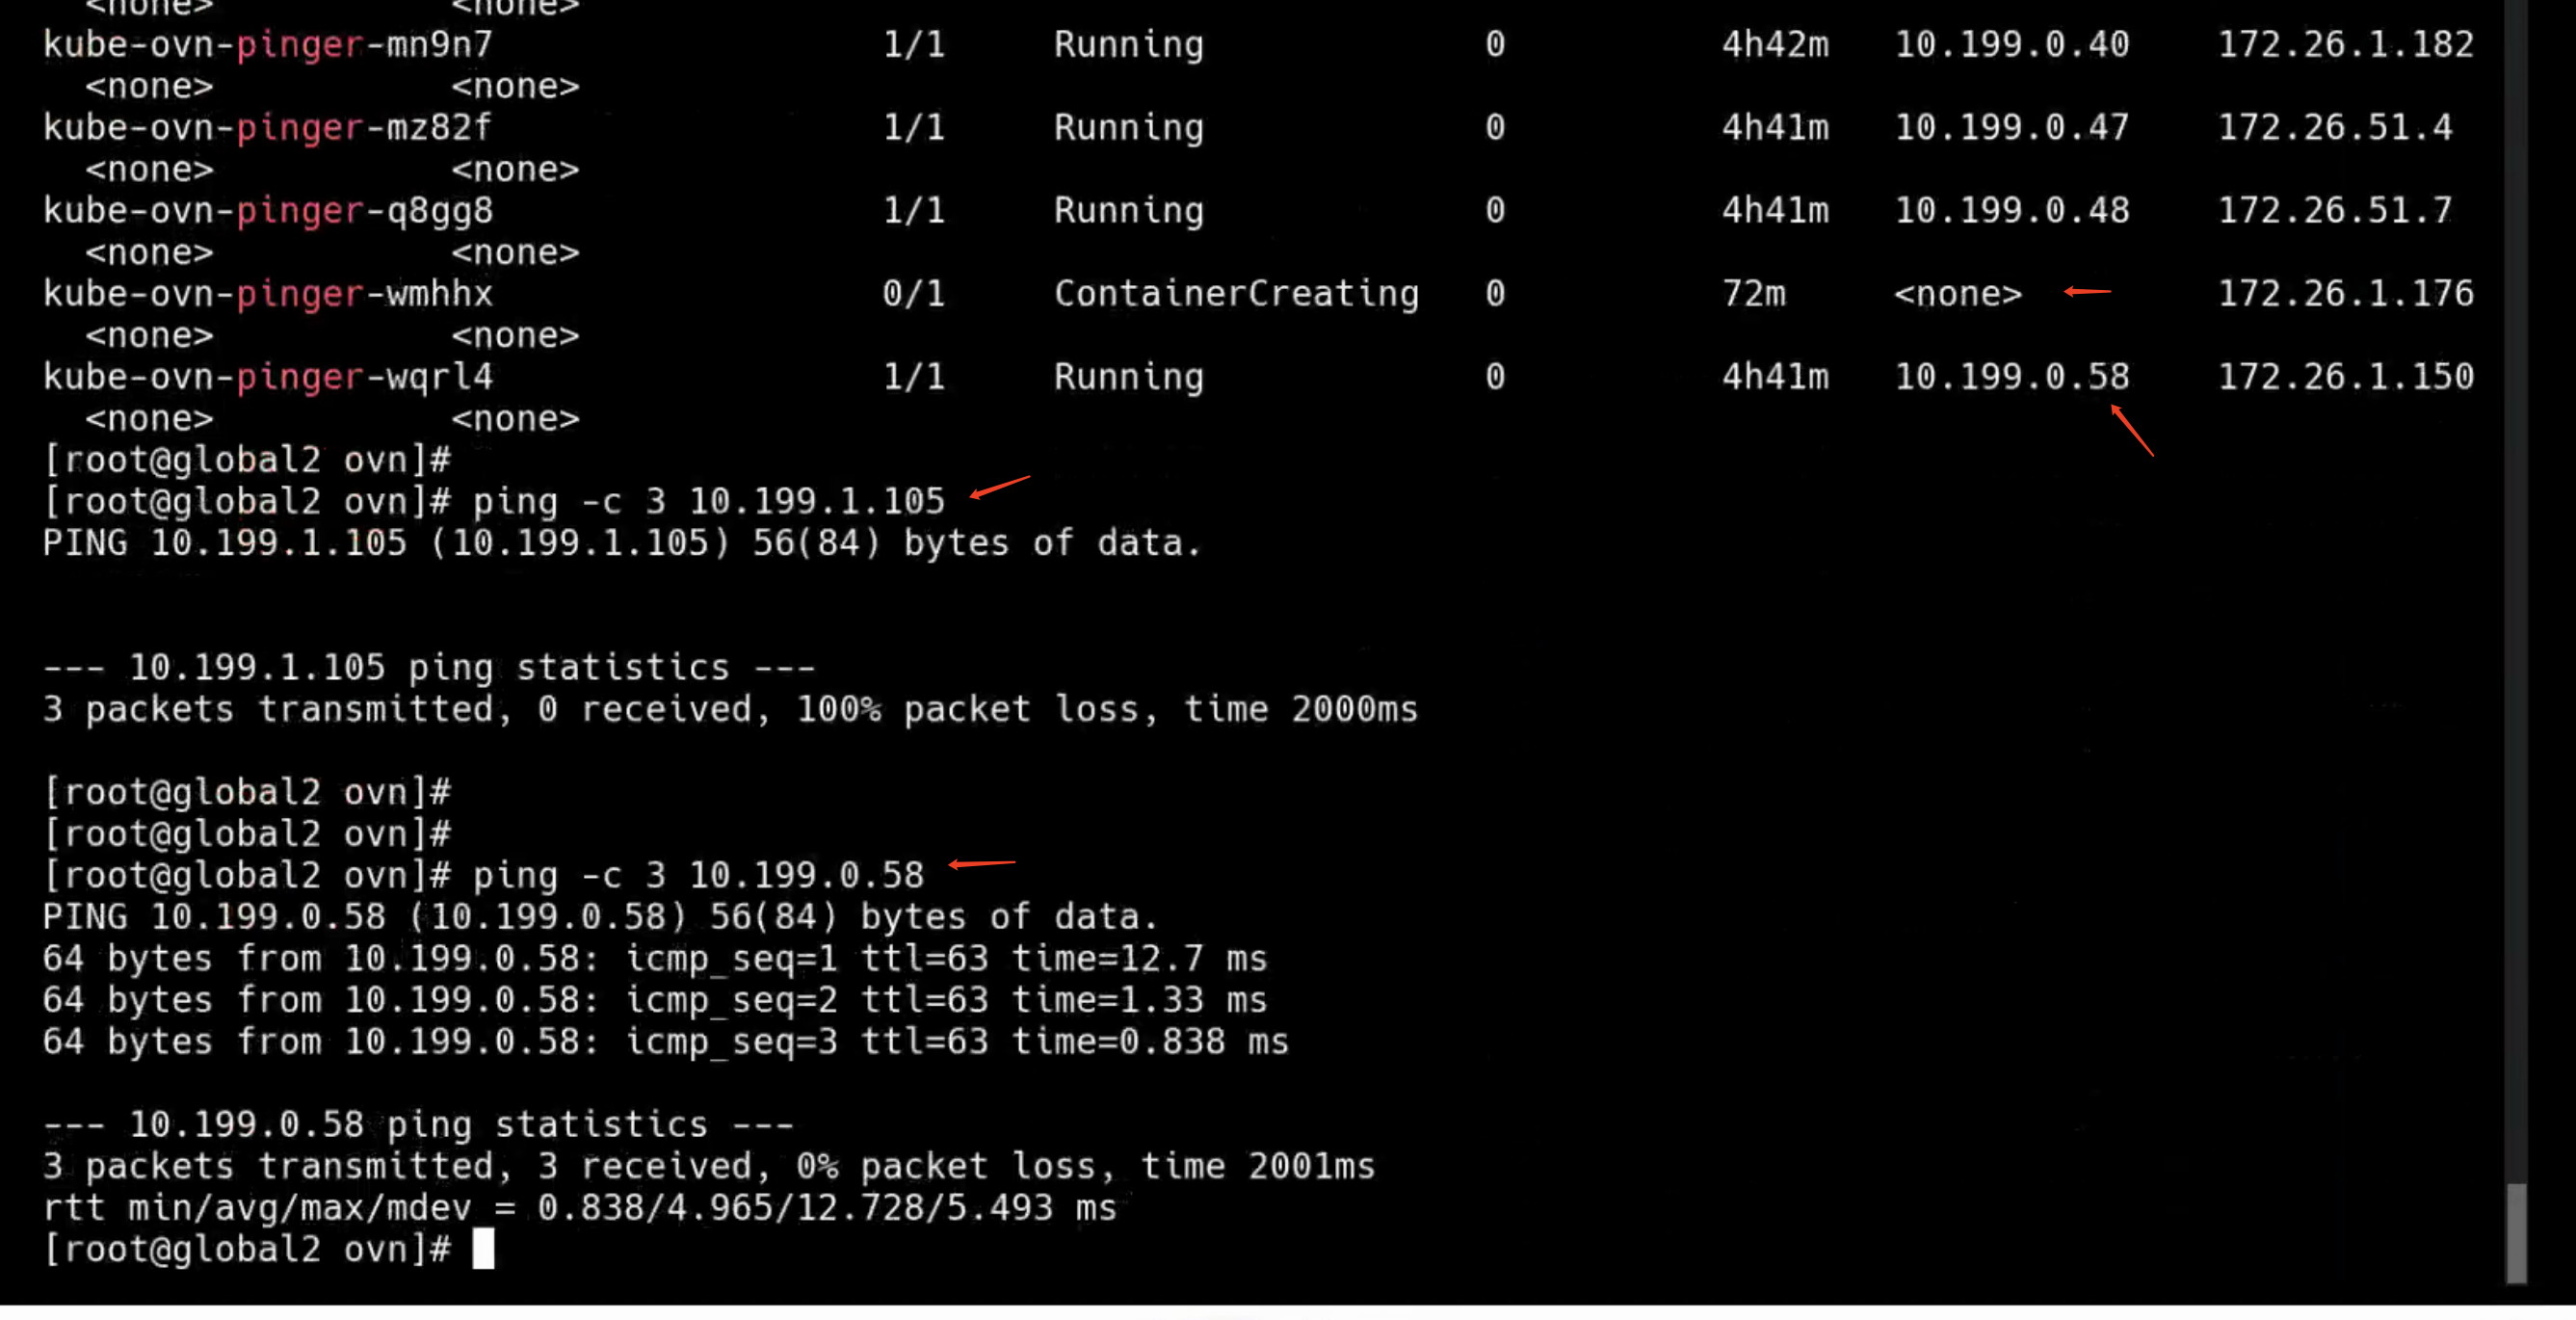 <none> <none>
kube-ovn-pinger-mn9n7 1/1 Running 0 4h42m 10.199.0.40 172.26.1.182
<none> <none>
kube-ovn-pinger-mz82f 1/1 Running 0 4h41m 10.199.0.47 172.26.51.4
<none> <none>
kube-ovn-pinger-q8gg8 1/1 Running 0 4h41m 10.199.0.48 172.26.51.7
<none> <none>
kube-ovn-pinger-wmhhx 0/1 ContainerCreating 0 72m <none> 172.26.1.176
<none> <none>
kube-ovn-pinger-wqrl4 1/1 Running 0 4h41m 10.199.0.58 172.26.1.150
<none> <none>
[root@global2 ovn]#
[root@global2 ovn]# ping -c 3 10.199.1.105
PING 10.199.1.105 (10.199.1.105) 56(84) bytes of data.
--- 10.199.1.105 ping statistics ---
3 packets transmitted, 0 received, 100% packet loss, time 2000ms
[root@global2 ovn]#
[root@global2 ovn]#
[root@global2 ovn]# ping -c 3 10.199.0.58
PING 10.199.0.58 (10.199.0.58) 56(84) bytes of data.
64 bytes from 10.199.0.58: icmp_seq=1 ttl=63 time=12.7 ms
64 bytes from 10.199.0.58: icmp_seq=2 ttl=63 time=1.33 ms
64 bytes from 10.199.0.58: icmp_seq=3 ttl=63 time=0.838 ms
--- 10.199.0.58 ping statistics ---
3 packets transmitted, 3 received, 0% packet loss, time 2001ms
rtt min/avg/max/mdev = 0.838/4.965/12.728/5.493 ms
[root@global2 ovn]#